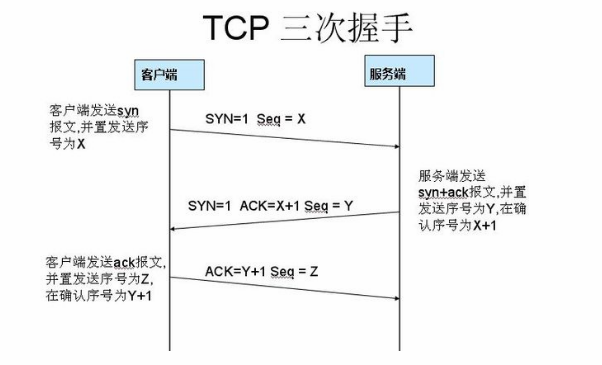 TCP 三次握手
客户端
服务端
客户端发送syn
报文,并置发送序
号为X
SYN=1 Seq = X
服务端发送
syn+ack报文,并置
发送序号为Y,在确
认序号为X+1
SYN=1 ACK=X+1 Seq = Y
客户端发送ack报文,
并置发送序号为Z,
在确认序号为Y+1
ACK=Y+1 Seq = Z